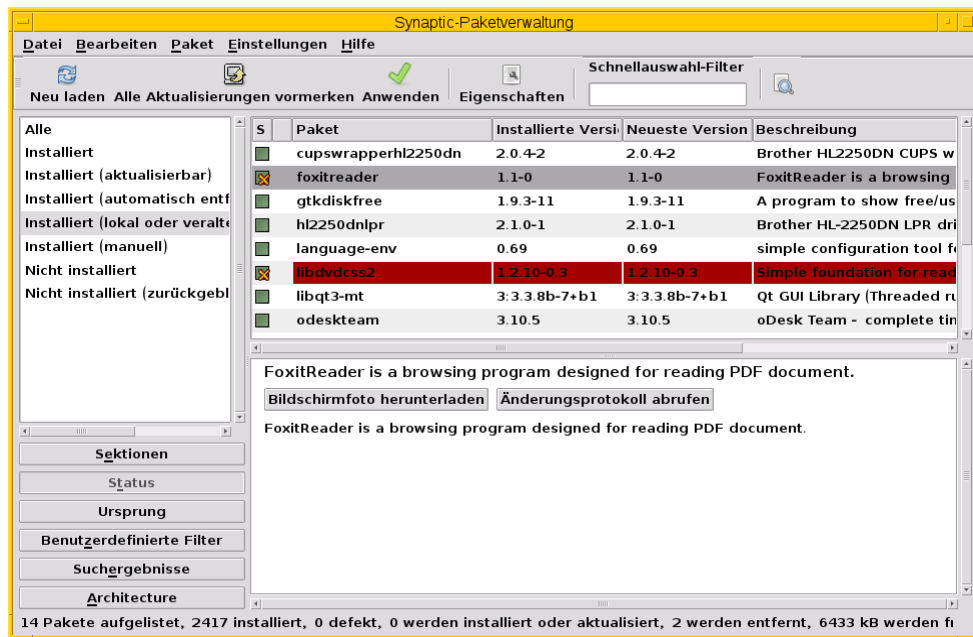 Synaptic-Paketverwaltung
Datei Bearbeiten Paket Einstellungen Hilfe
Neu laden Alle Aktualisierungen vormerken Anwenden Eigenschaften Schnellauswahl-Filter
Alle
Installiert
Installiert (aktualisierbar)
Installiert (automatisch entf
Installiert (lokal oder veralte
Installiert (manuell)
Nicht installiert
Nicht installiert (zurückgebl
S Paket Installierte Versi Neueste Version Beschreibung
cupswrapperhl2250dn 2.0.4-2 2.0.4-2 Brother HL2250DN CUPS w
foxitreader 1.1-0 1.1-0 FoxitReader is a browsing
gtkdiskfree 1.9.3-11 1.9.3-11 A program to show free/us
hl2250dnlpr 2.1.0-1 2.1.0-1 Brother HL-2250DN LPR dri
language-env 0.69 0.69 simple configuration tool f
libdvdcss2 1.2.10-0.3 1.2.10-0.3 Simple foundation for read
libqt3-mt 3:3.3.8b-7+b1 3:3.3.8b-7+b1 Qt GUI Library (Threaded ru
odeskteam 3.10.5 3.10.5 oDesk Team - complete tin
FoxitReader is a browsing program designed for reading PDF document.
Bildschirmfoto herunterladen Änderungsprotokoll abrufen
FoxitReader is a browsing program designed for reading PDF document.
Sektionen
Status
Ursprung
Benutzerdefinierte Filter
Suchergebnisse
Architecture
14 Pakete aufgelistet, 2417 installiert, 0 defekt, 0 werden installiert oder aktualisiert, 2 werden entfernt, 6433 kB werden fr